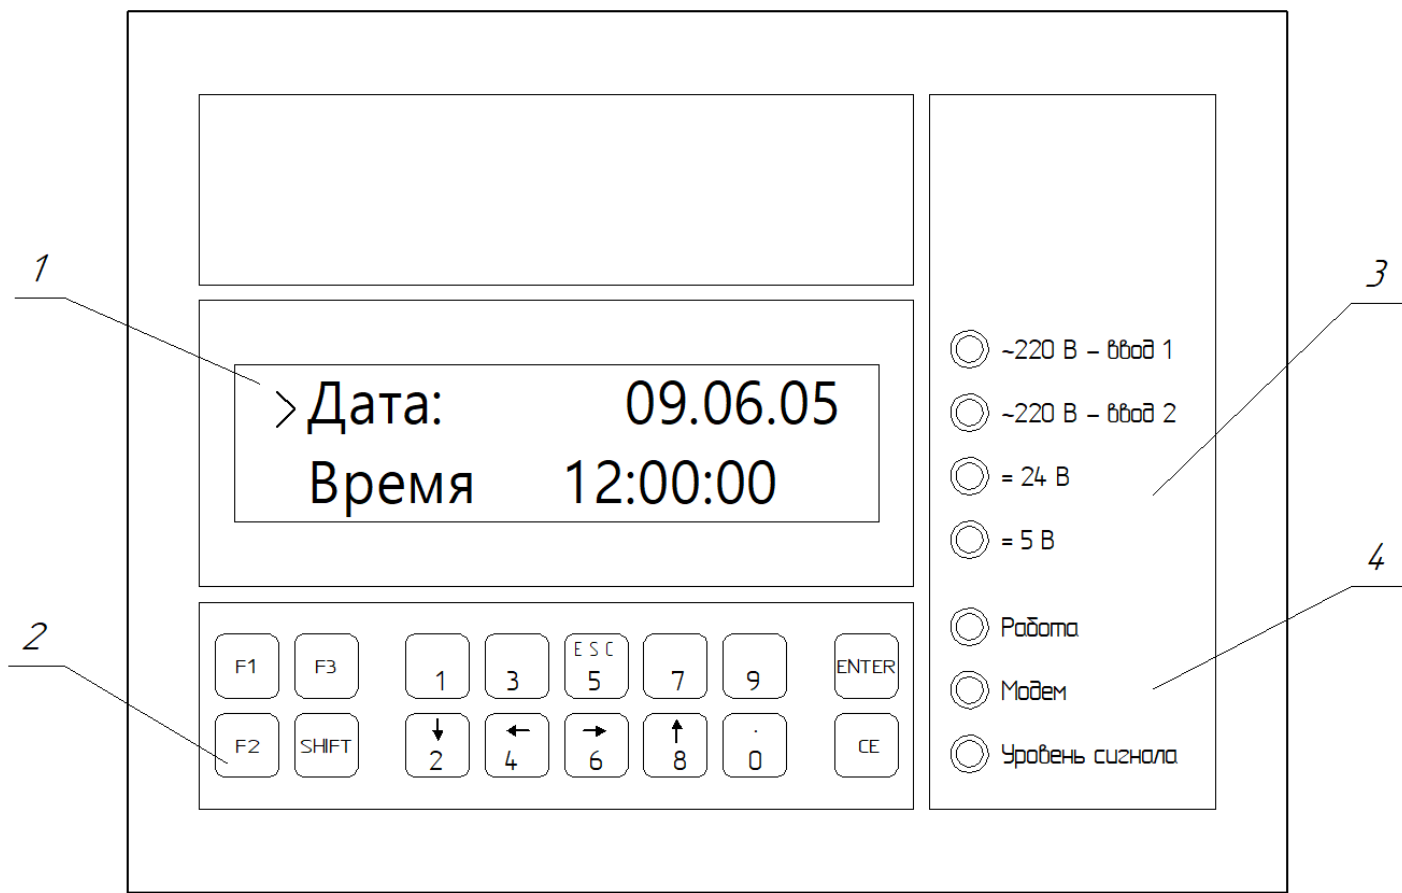 1
>Дата: 09.06.05
Время 12:00:00
2
F1 F3 1 3 ESC 5 7 9 ENTER
F2 SHIFT ↓ 2 ← 4 → 6 ↑ 8 . 0 CE
3
~220 В – ввод 1
~220 В – ввод 2
= 24 В
= 5 В
4
Работа
Модем
Уровень сигнала